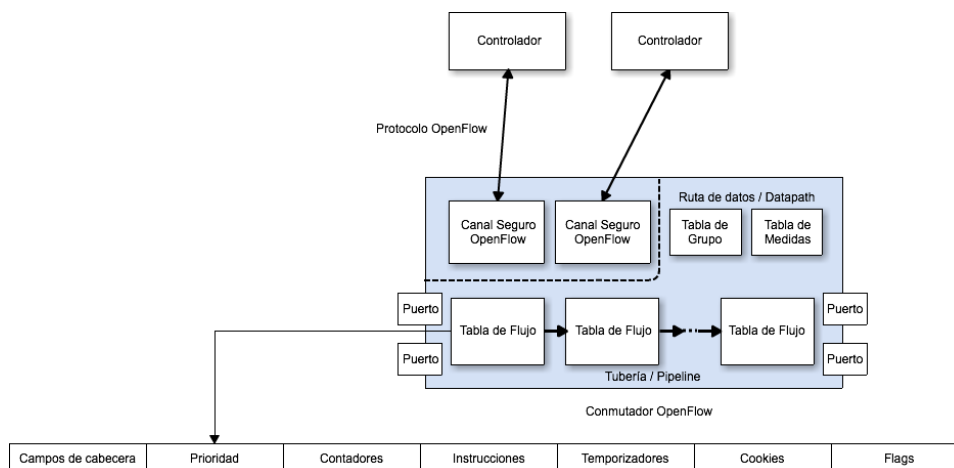 Controlador
Controlador
Protocolo OpenFlow
Ruta de datos / Datapath
Canal Seguro
OpenFlow
Canal Seguro
OpenFlow
Tabla de
Grupo
Tabla de
Medidas
Puerto
Puerto
Tabla de Flujo
Tabla de Flujo
Tabla de Flujo
Puerto
Puerto
Tubería / Pipeline
Conmutador OpenFlow
Campos de cabecera
Prioridad
Contadores
Instrucciones
Temporizadores
Cookies
Flags